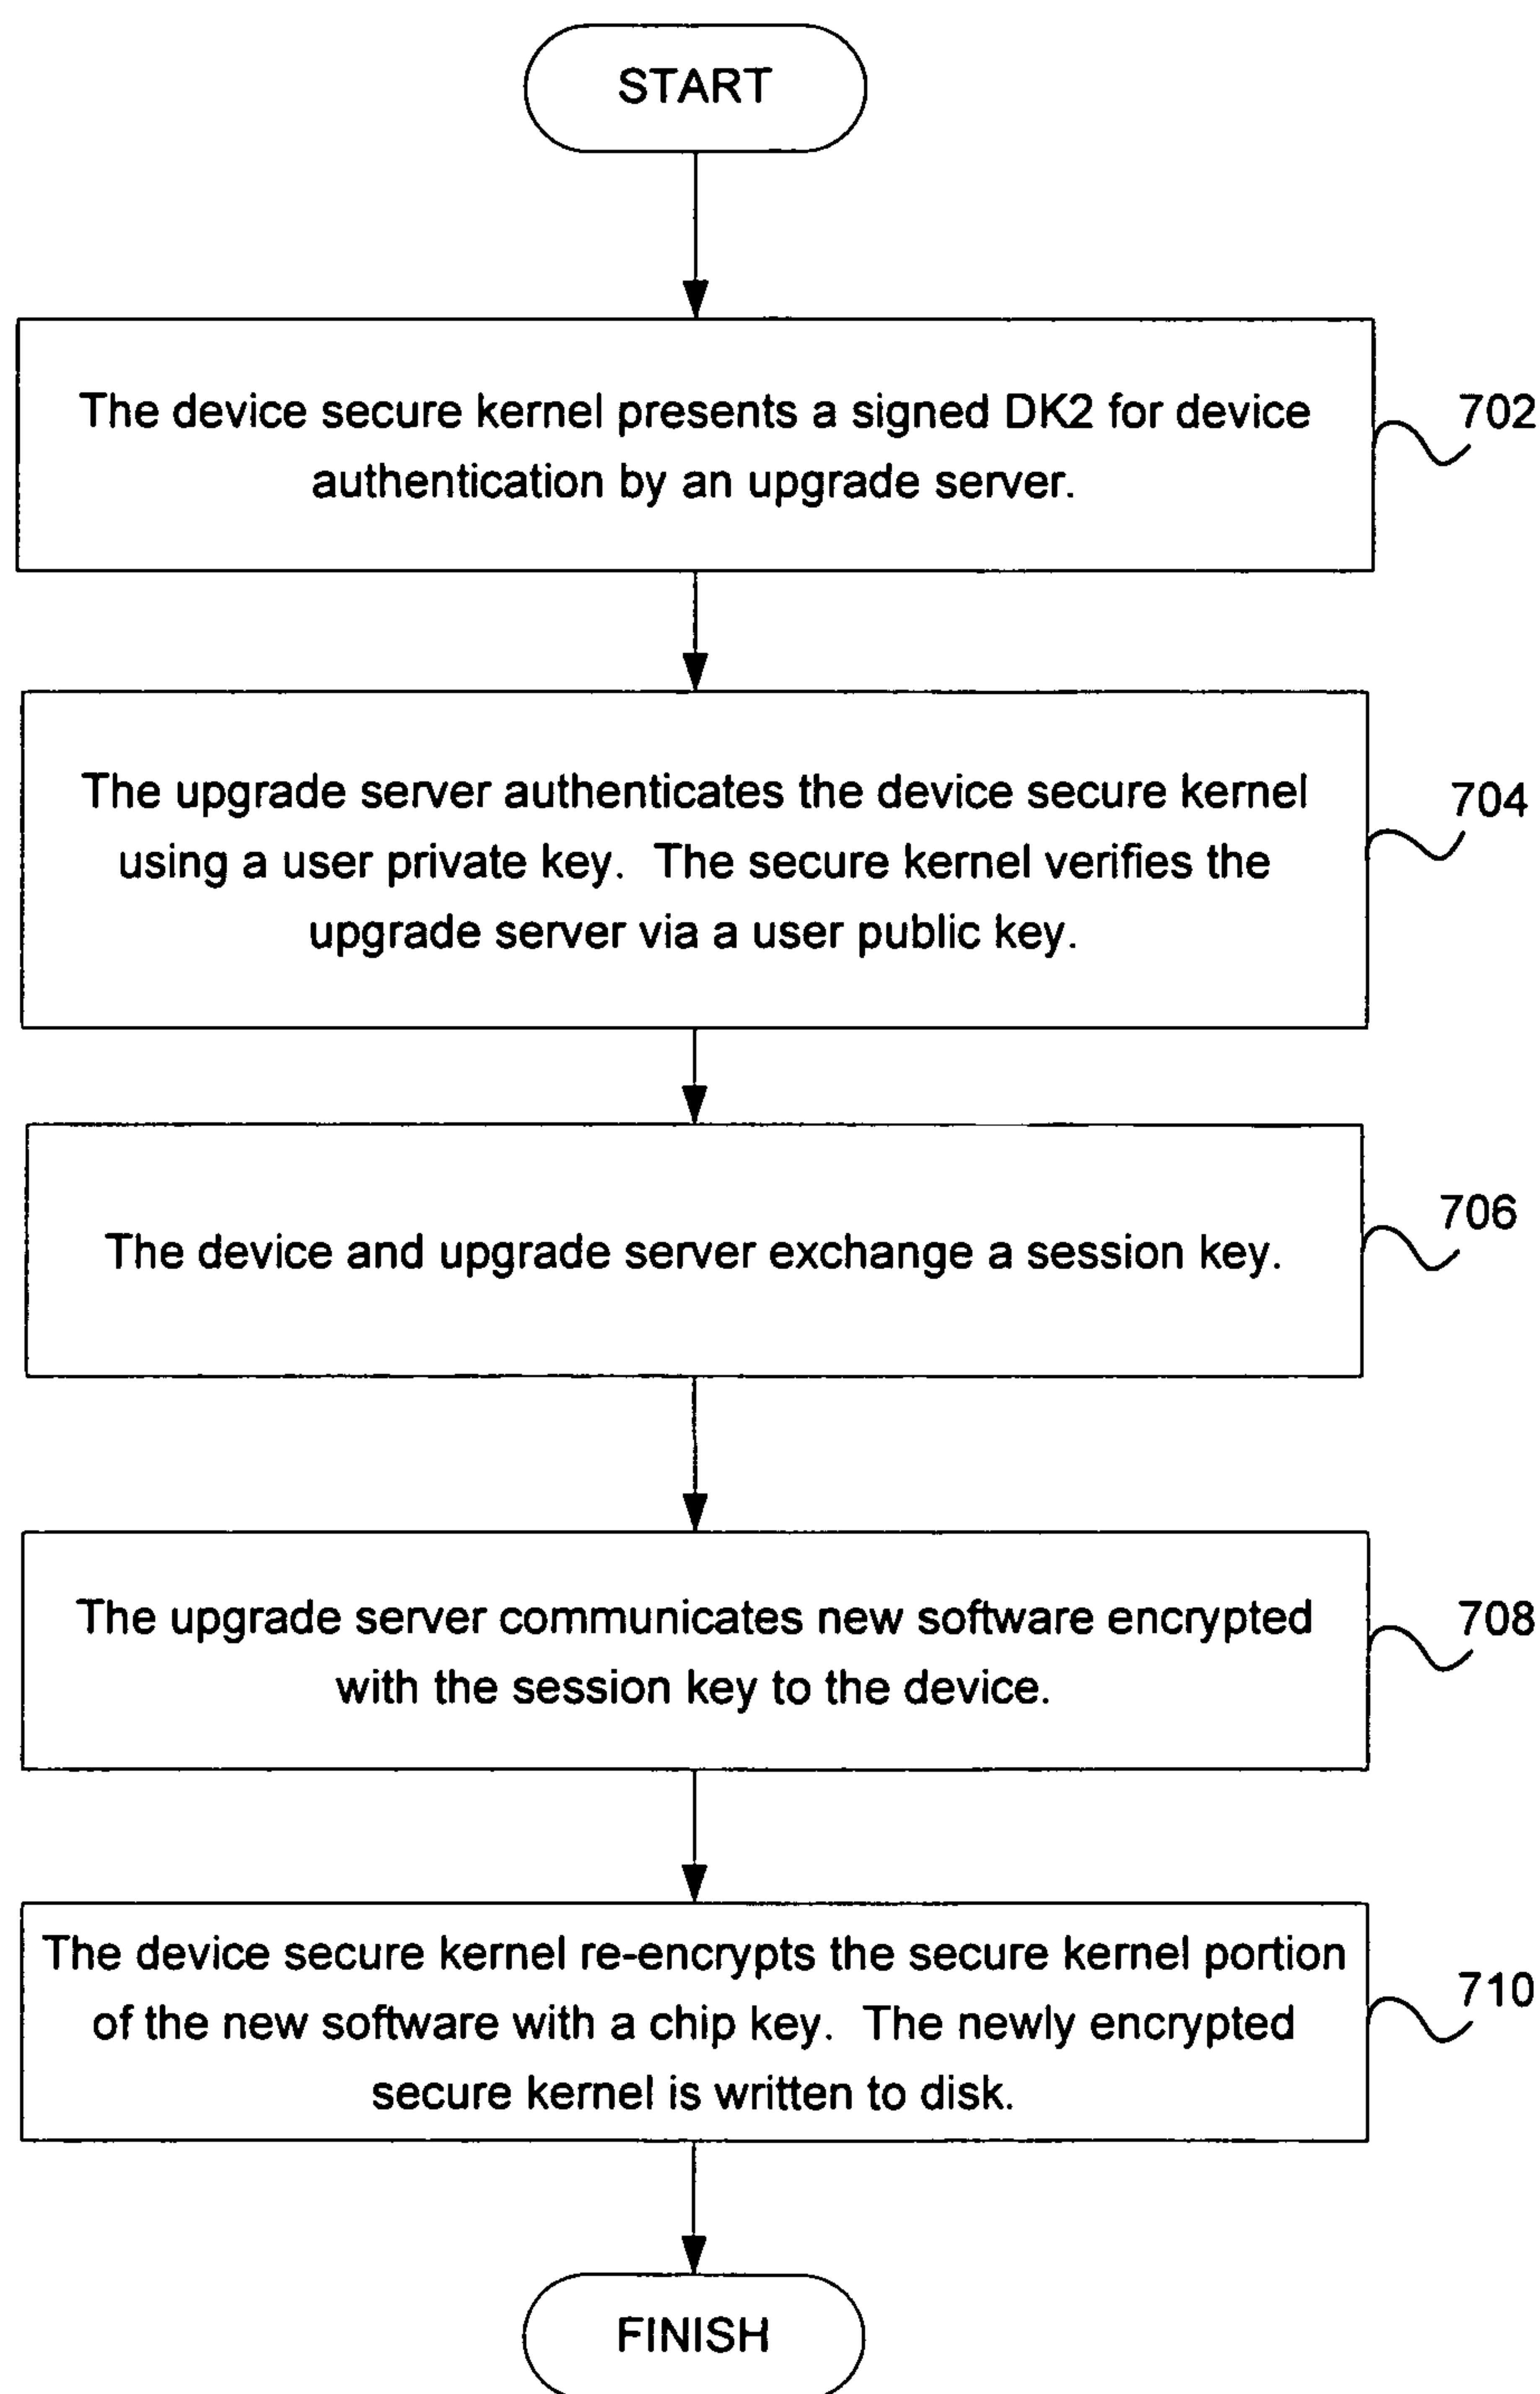 START
The device secure kernel presents a signed DK2 for device
authentication by an upgrade server.
702
The upgrade server authenticates the device secure kernel
using a user private key. The secure kernel verifies the
upgrade server via a user public key.
704
The device and upgrade server exchange a session key.
706
The upgrade server communicates new software encrypted
with the session key to the device.
708
The device secure kernel re-encrypts the secure kernel portion
of the new software with a chip key. The newly encrypted
secure kernel is written to disk.
710
FINISH